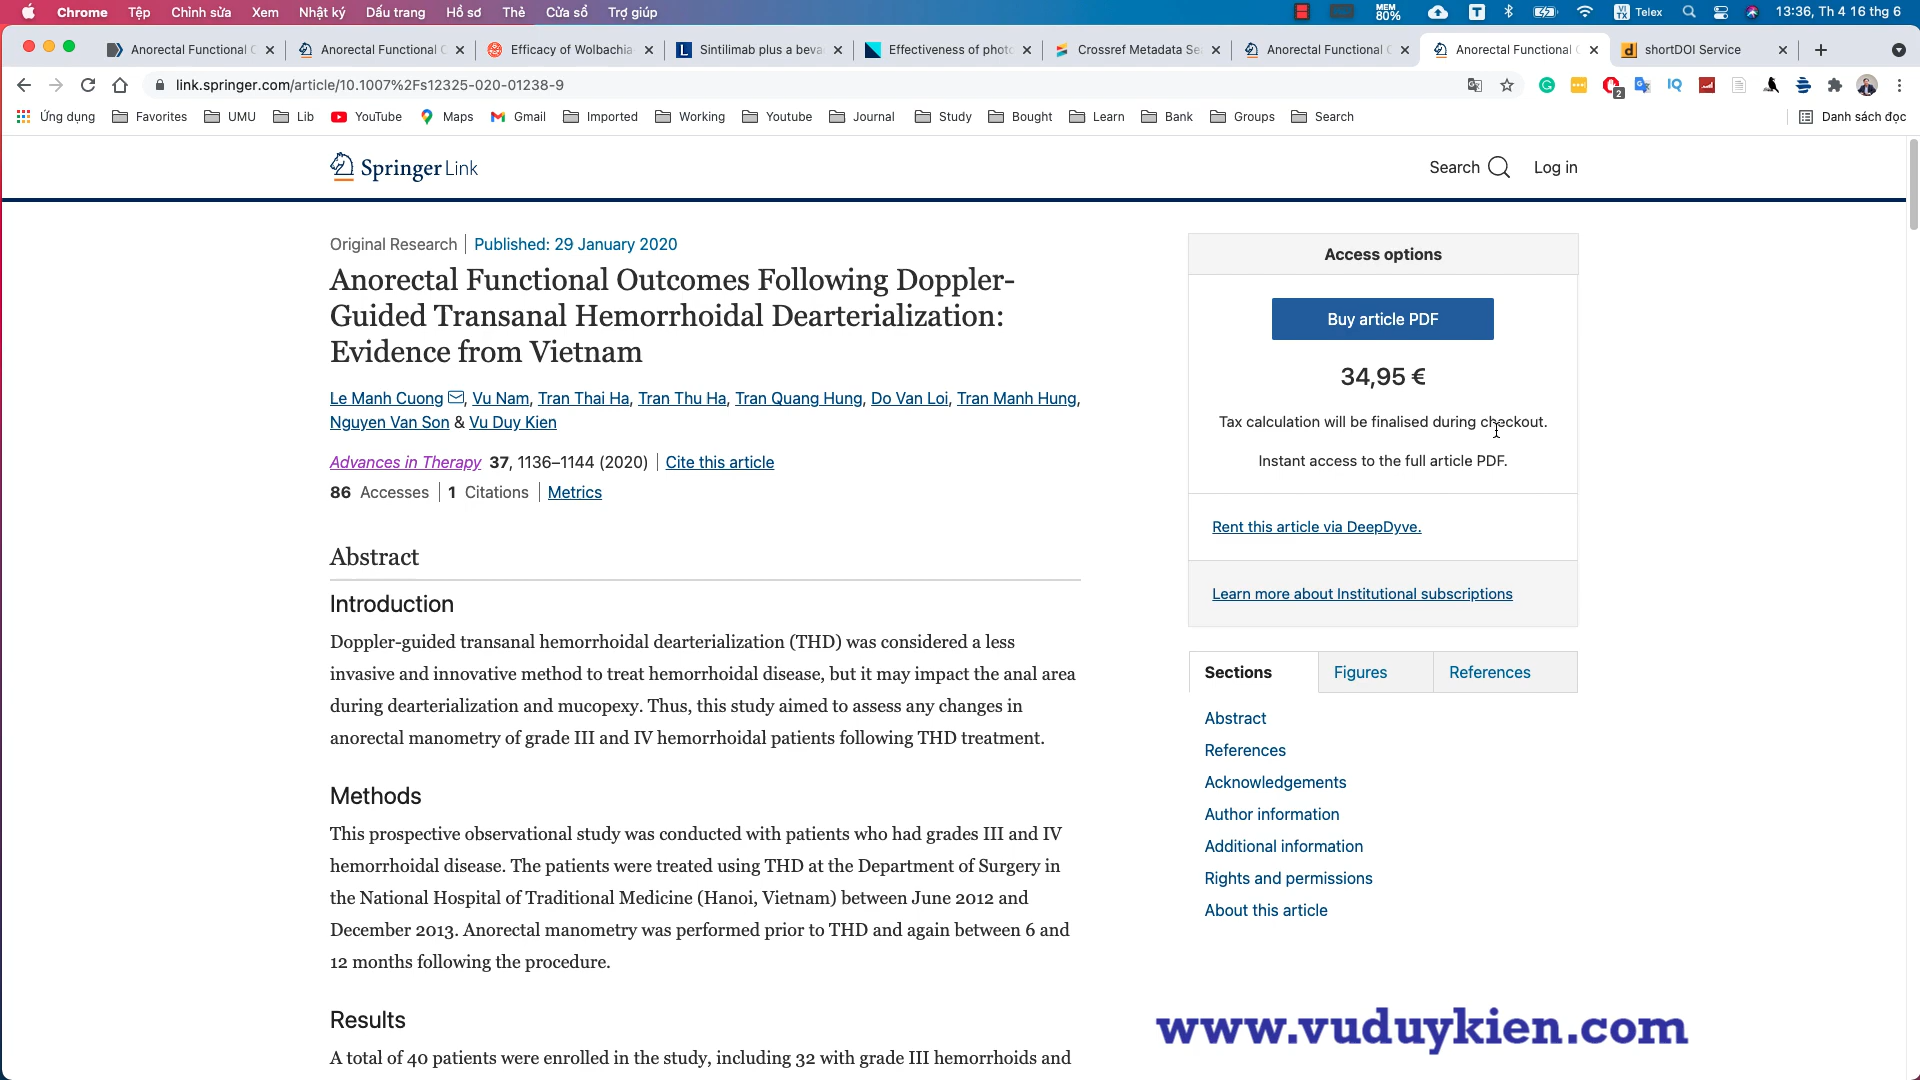 Chrome Tệp Chỉnh sửa Xem Nhật ký Dấu trang Hồ sơ Thẻ Cửa sổ Trợ giúp MEM 80% T VI TX Telex 13:36, Th 4 16 thg 6
Anorectal Functional Anorectal Functional Efficacy of Wolbachia L Sintilimab plus a beva Effectiveness of photo Crossref Metadata Se Anorectal Functional Anorectal Functional d shortDOI Service
link.springer.com/article/10.1007%2Fs12325-020-01238-9 2 IQ
Ứng dụng Favorites UMU Lib YouTube Maps Gmail Imported Working Youtube Journal Study Bought Learn Bank Groups Search Danh sách đọc
Springer Link
Search Log in
Original Research Published: 29 January 2020
Anorectal Functional Outcomes Following Doppler-
Guided Transanal Hemorrhoidal Dearterialization:
Evidence from Vietnam
Le Manh Cuong, Vu Nam, Tran Thai Ha, Tran Thu Ha, Tran Quang Hung, Do Van Loi, Tran Manh Hung,
Nguyen Van Son & Vu Duy Kien
Advances in Therapy 37, 1136–1144 (2020) Cite this article
86 Accesses 1 Citations Metrics
Abstract
Introduction
Doppler-guided transanal hemorrhoidal dearterialization (THD) was considered a less
invasive and innovative method to treat hemorrhoidal disease, but it may impact the anal area
during dearterialization and mucopexy. Thus, this study aimed to assess any changes in
anorectal manometry of grade III and IV hemorrhoidal patients following THD treatment.
Methods
This prospective observational study was conducted with patients who had grades III and IV
hemorrhoidal disease. The patients were treated using THD at the Department of Surgery in
the National Hospital of Traditional Medicine (Hanoi, Vietnam) between June 2012 and
December 2013. Anorectal manometry was performed prior to THD and again between 6 and
12 months following the procedure.
Results
A total of 40 patients were enrolled in the study, including 32 with grade III hemorrhoids and
Access options
Buy article PDF
34,95 €
Tax calculation will be finalised during checkout.
Instant access to the full article PDF.
Rent this article via DeepDyve.
Learn more about Institutional subscriptions
Sections Figures References
Abstract
References
Acknowledgements
Author information
Additional information
Rights and permissions
About this article
www.vuduykien.com